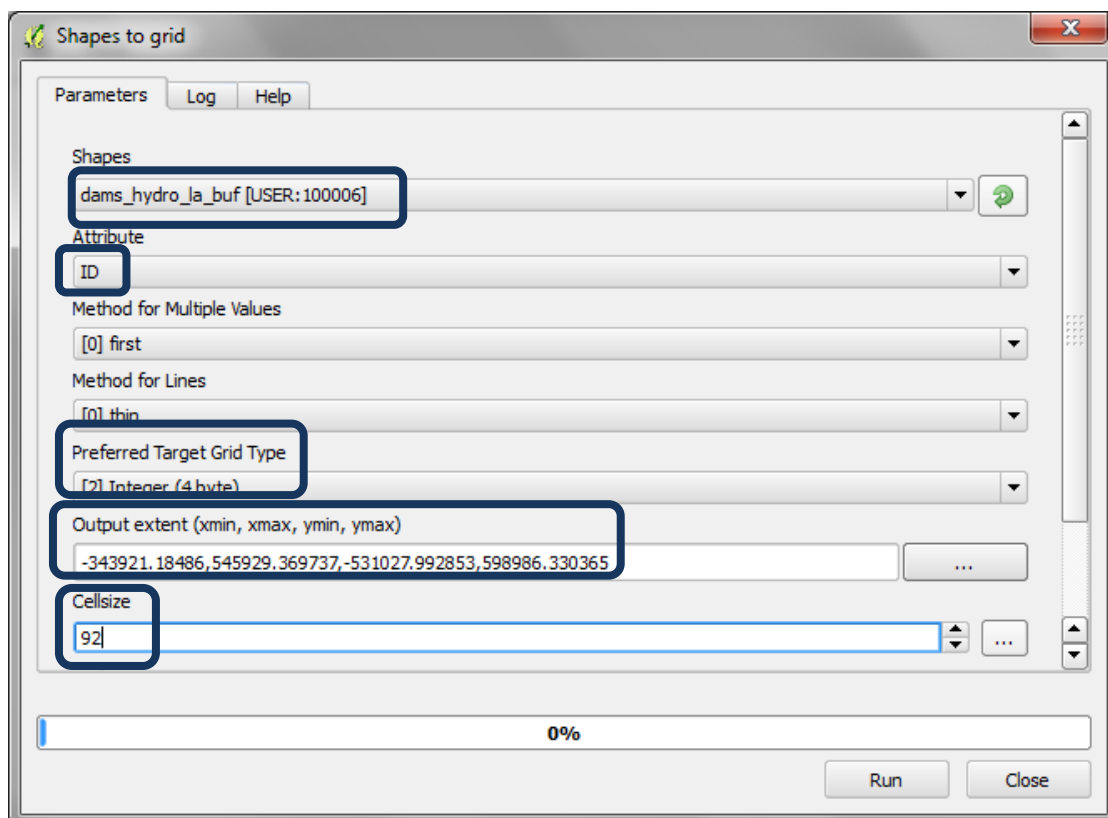 Shapes to grid
Parameters Log Help
Shapes
dams_hydro_la_buf [USER:100006]
Attribute
ID
Method for Multiple Values
[0] first
Method for Lines
[0] thin
Preferred Target Grid Type
[2] Integer (4 byte)
Output extent (xmin, xmax, ymin, ymax)
-343921.18486,545929.369737,-531027.992853,598986.330365
...
Cellsize
92
...
0%
Run Close